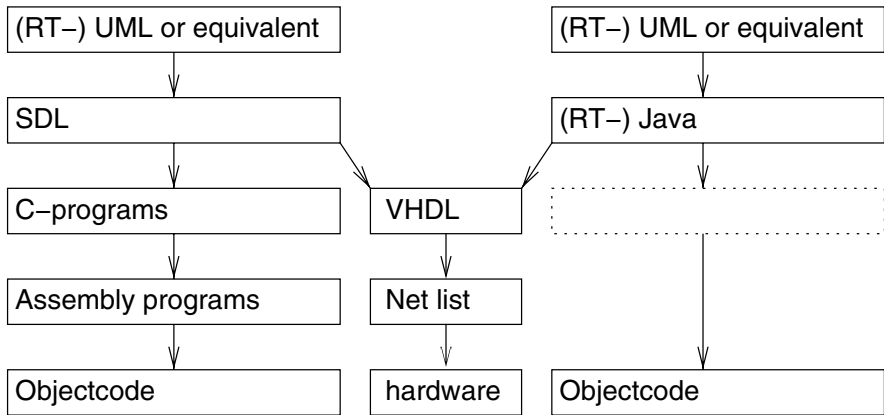 (RT−) UML or equivalent
(RT−) UML or equivalent
SDL
(RT−) Java
C−programs
VHDL
Assembly programs
Net list
Objectcode
hardware
Objectcode